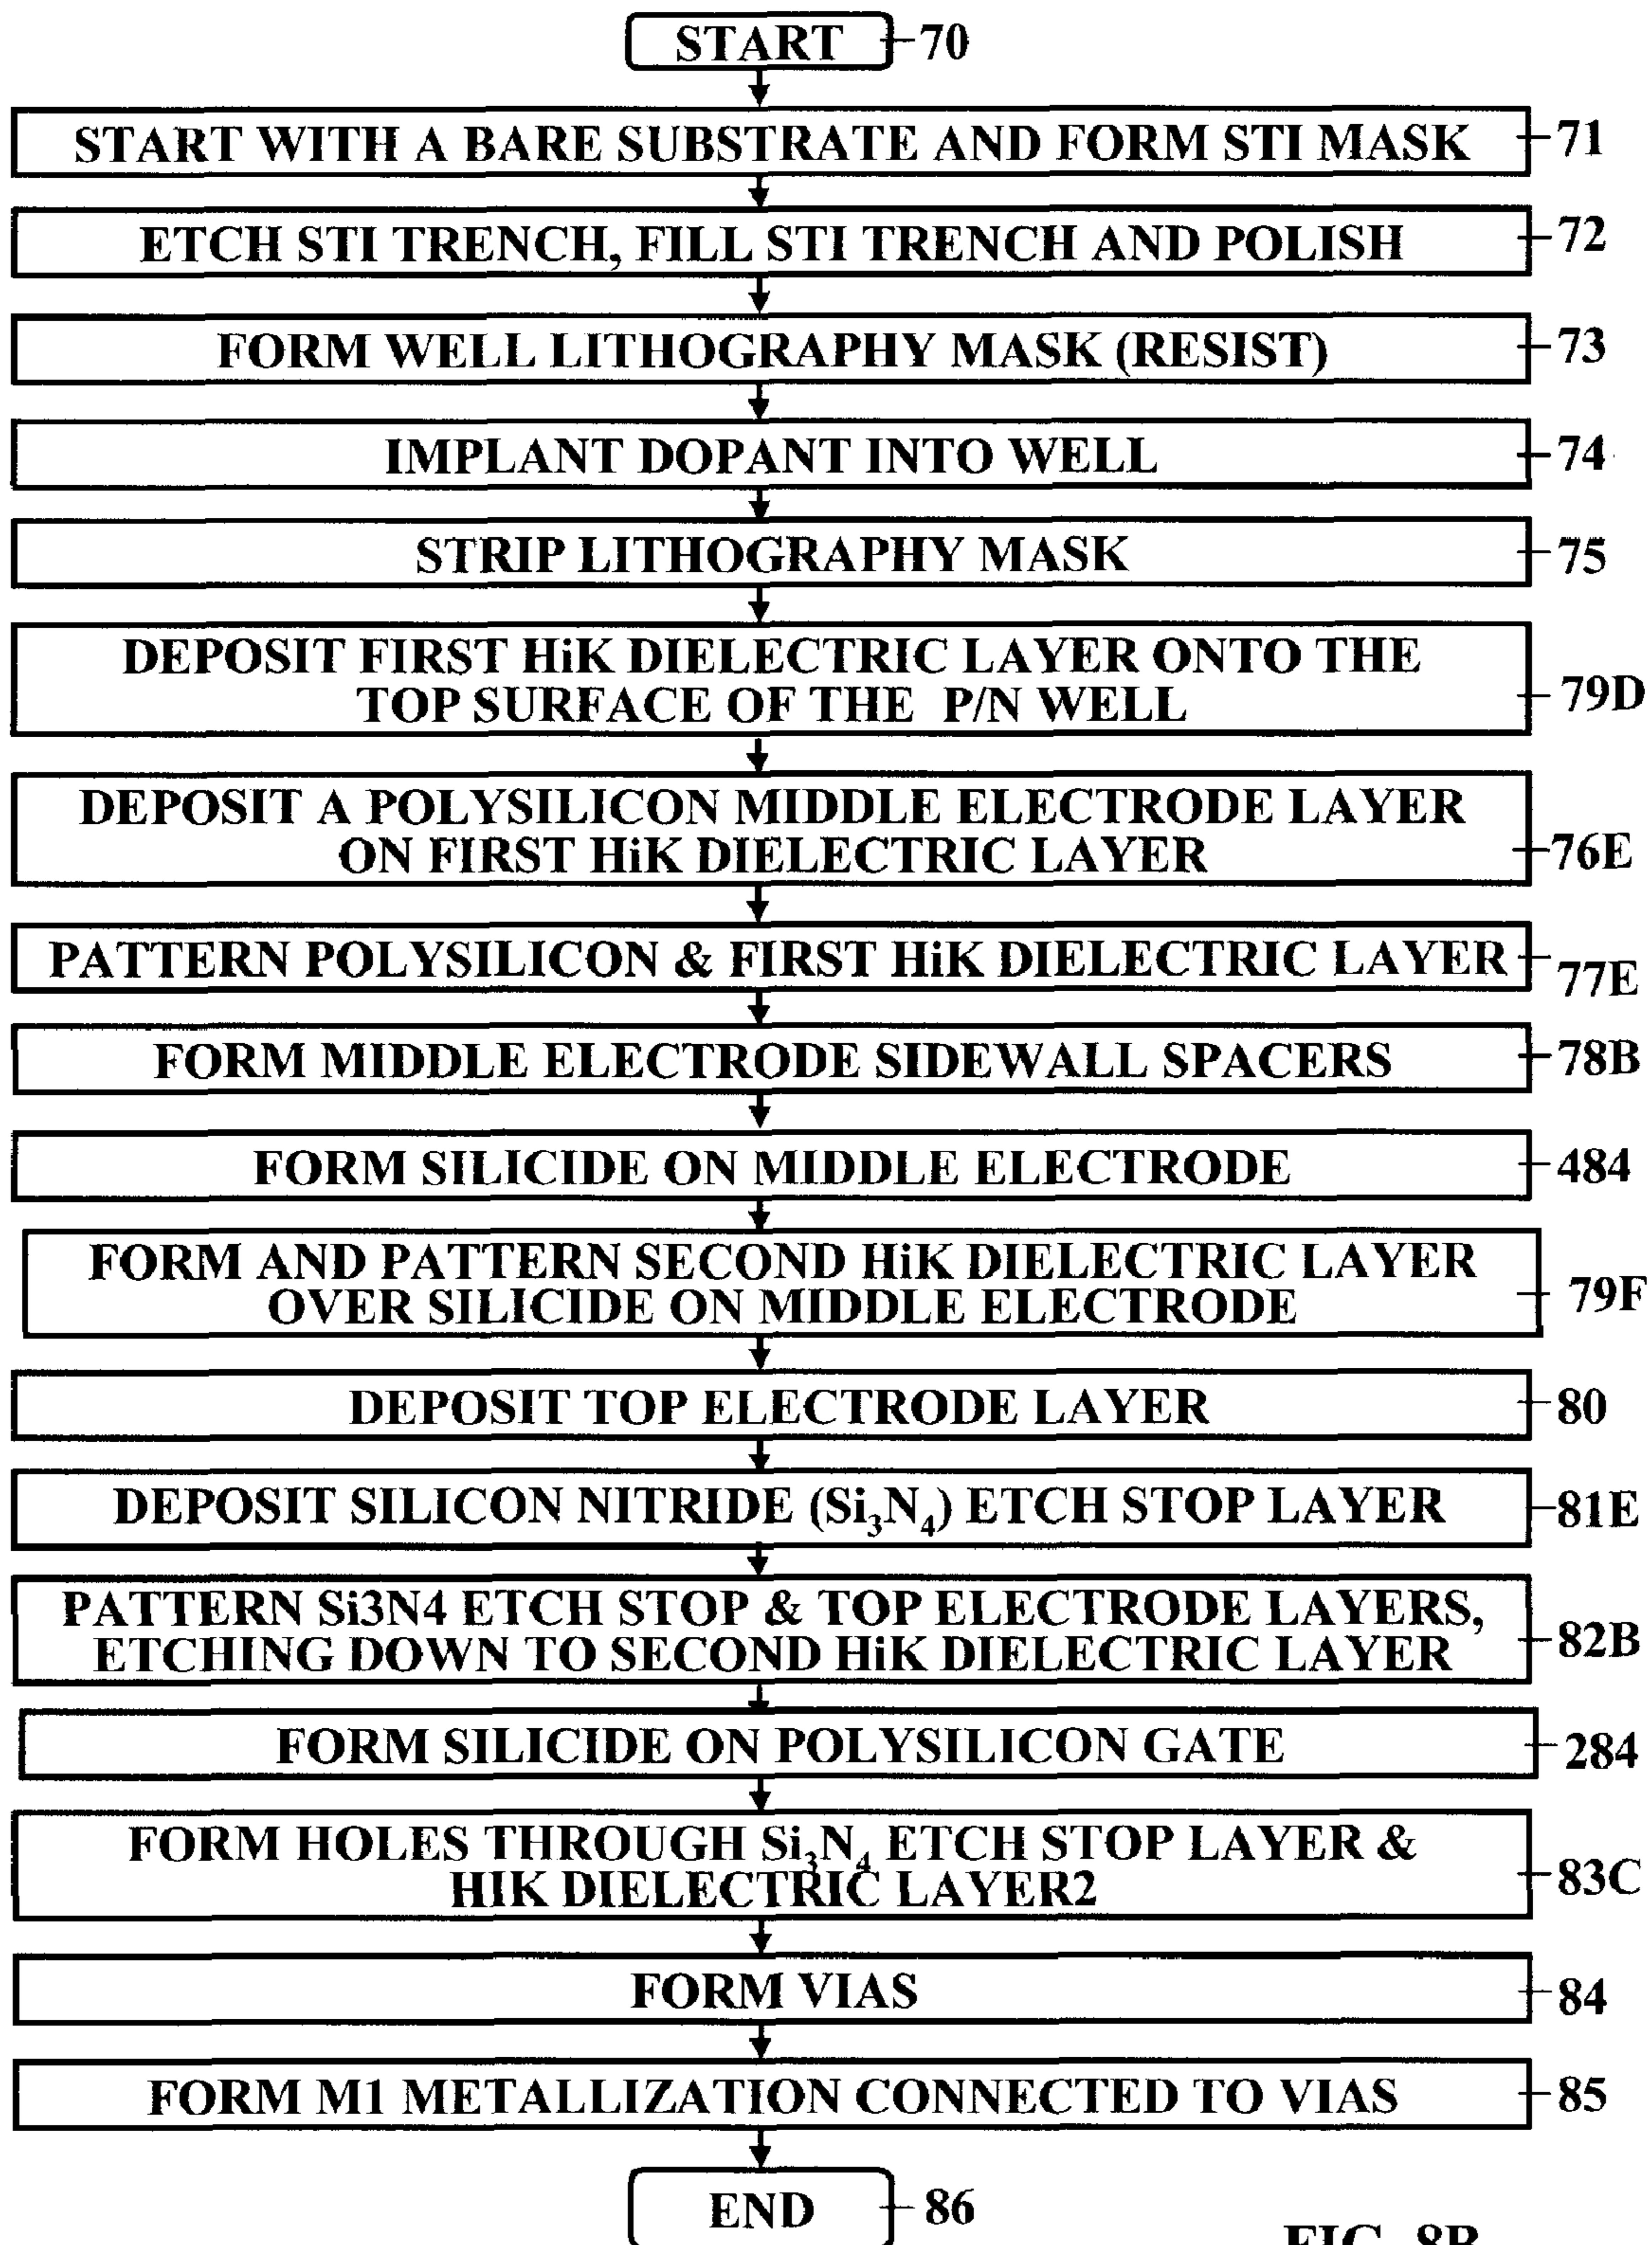 START 70
START WITH A BARE SUBSTRATE AND FORM STI MASK 71
ETCH STI TRENCH, FILL STI TRENCH AND POLISH 72
FORM WELL LITHOGRAPHY MASK (RESIST) 73
IMPLANT DOPANT INTO WELL 74
STRIP LITHOGRAPHY MASK 75
DEPOSIT FIRST HiK DIELECTRIC LAYER ONTO THE
TOP SURFACE OF THE P/N WELL 79D
DEPOSIT A POLYSILICON MIDDLE ELECTRODE LAYER
ON FIRST HiK DIELECTRIC LAYER 76E
PATTERN POLYSILICON & FIRST HiK DIELECTRIC LAYER 77E
FORM MIDDLE ELECTRODE SIDEWALL SPACERS 78B
FORM SILICIDE ON MIDDLE ELECTRODE 484
FORM AND PATTERN SECOND HiK DIELECTRIC LAYER
OVER SILICIDE ON MIDDLE ELECTRODE 79F
DEPOSIT TOP ELECTRODE LAYER 80
DEPOSIT SILICON NITRIDE (Si₃N₄) ETCH STOP LAYER 81E
PATTERN Si3N4 ETCH STOP & TOP ELECTRODE LAYERS,
ETCHING DOWN TO SECOND HiK DIELECTRIC LAYER 82B
FORM SILICIDE ON POLYSILICON GATE 284
FORM HOLES THROUGH Si₃N₄ ETCH STOP LAYER &
HIK DIELECTRIC LAYER2 83C
FORM VIAS 84
FORM M1 METALLIZATION CONNECTED TO VIAS 85
END 86
FIG. 8B